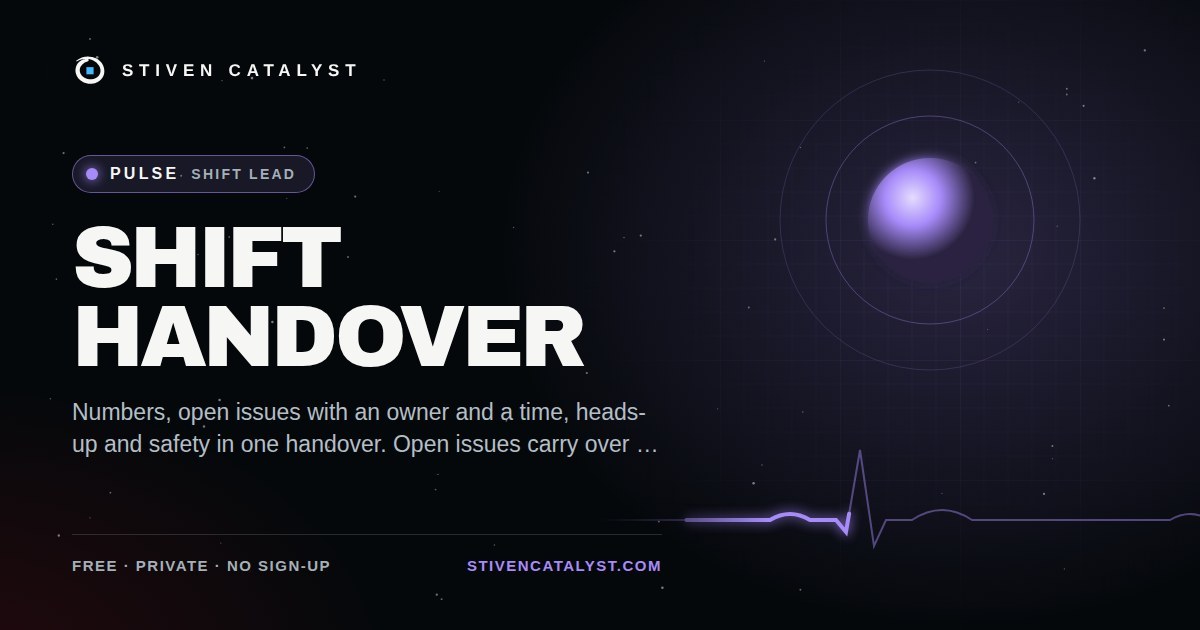 STIVEN CATALYST
PULSE SHIFT LEAD
SHIFT
HANDOVER
Numbers, open issues with an owner and a time, heads-
up and safety in one handover. Open issues carry over …
FREE · PRIVATE · NO SIGN-UP
STIVENCATALYST.COM